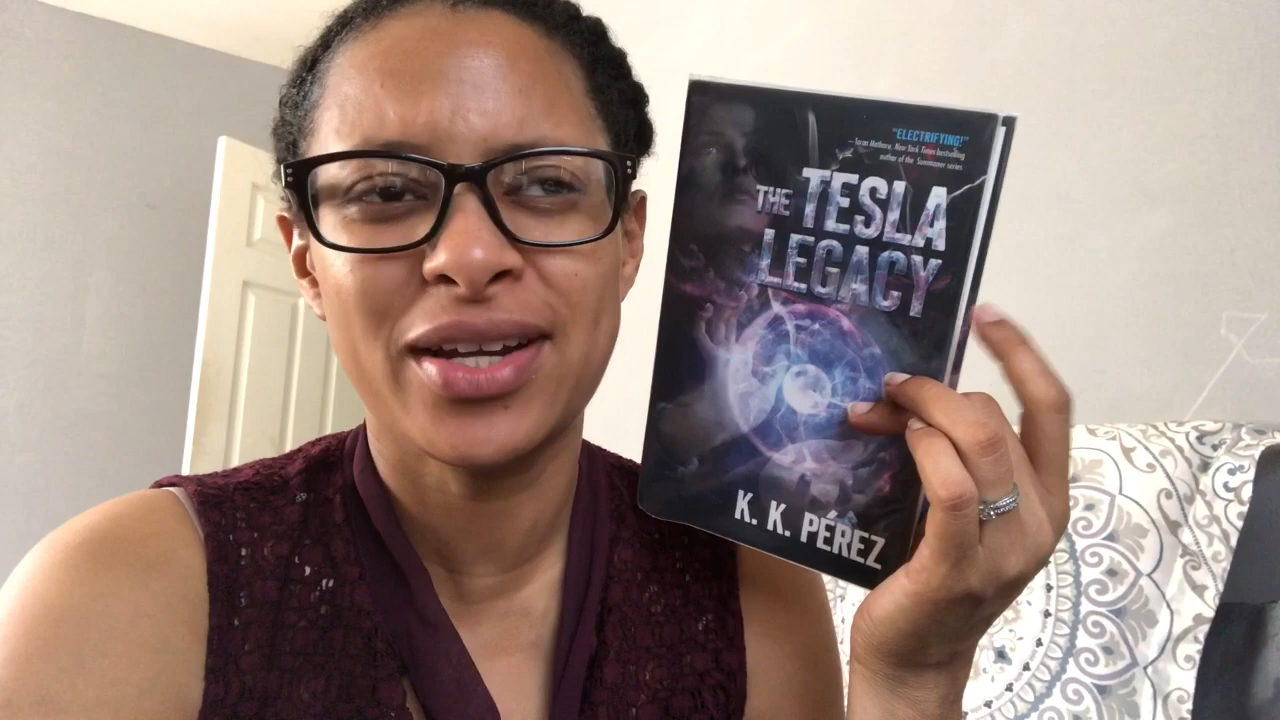 "ELECTRIFYING!"
—Taran Matharu, New York Times bestselling
author of the Summoner series
THE TESLA
LEGACY
K. K. PÉREZ